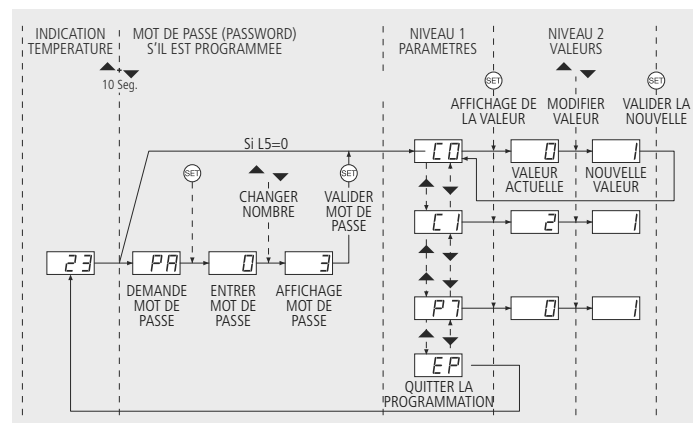 INDICATION
TEMPERATURE
MOT DE PASSE (PASSWORD)
S'IL EST PROGRAMMEE
NIVEAU 1
PARAMETRES
NIVEAU 2
VALEURS
+
10 Seg.
SET
SET
AFFICHAGE DE
LA VALEUR
MODIFIER
VALEUR
VALIDER LA
NOUVELLE
Si L5=0
SET
SET
CHANGER
NOMBRE
VALIDER
MOT DE
PASSE
C0
0
1
VALEUR
ACTUELLE
NOUVELLE
VALEUR
C1
2
1
23
PA
0
3
DEMANDE
MOT DE
PASSE
ENTRER
MOT DE
PASSE
AFFICHAGE
MOT DE
PASSE
P7
0
1
EP
QUITTER LA
PROGRAMMATION